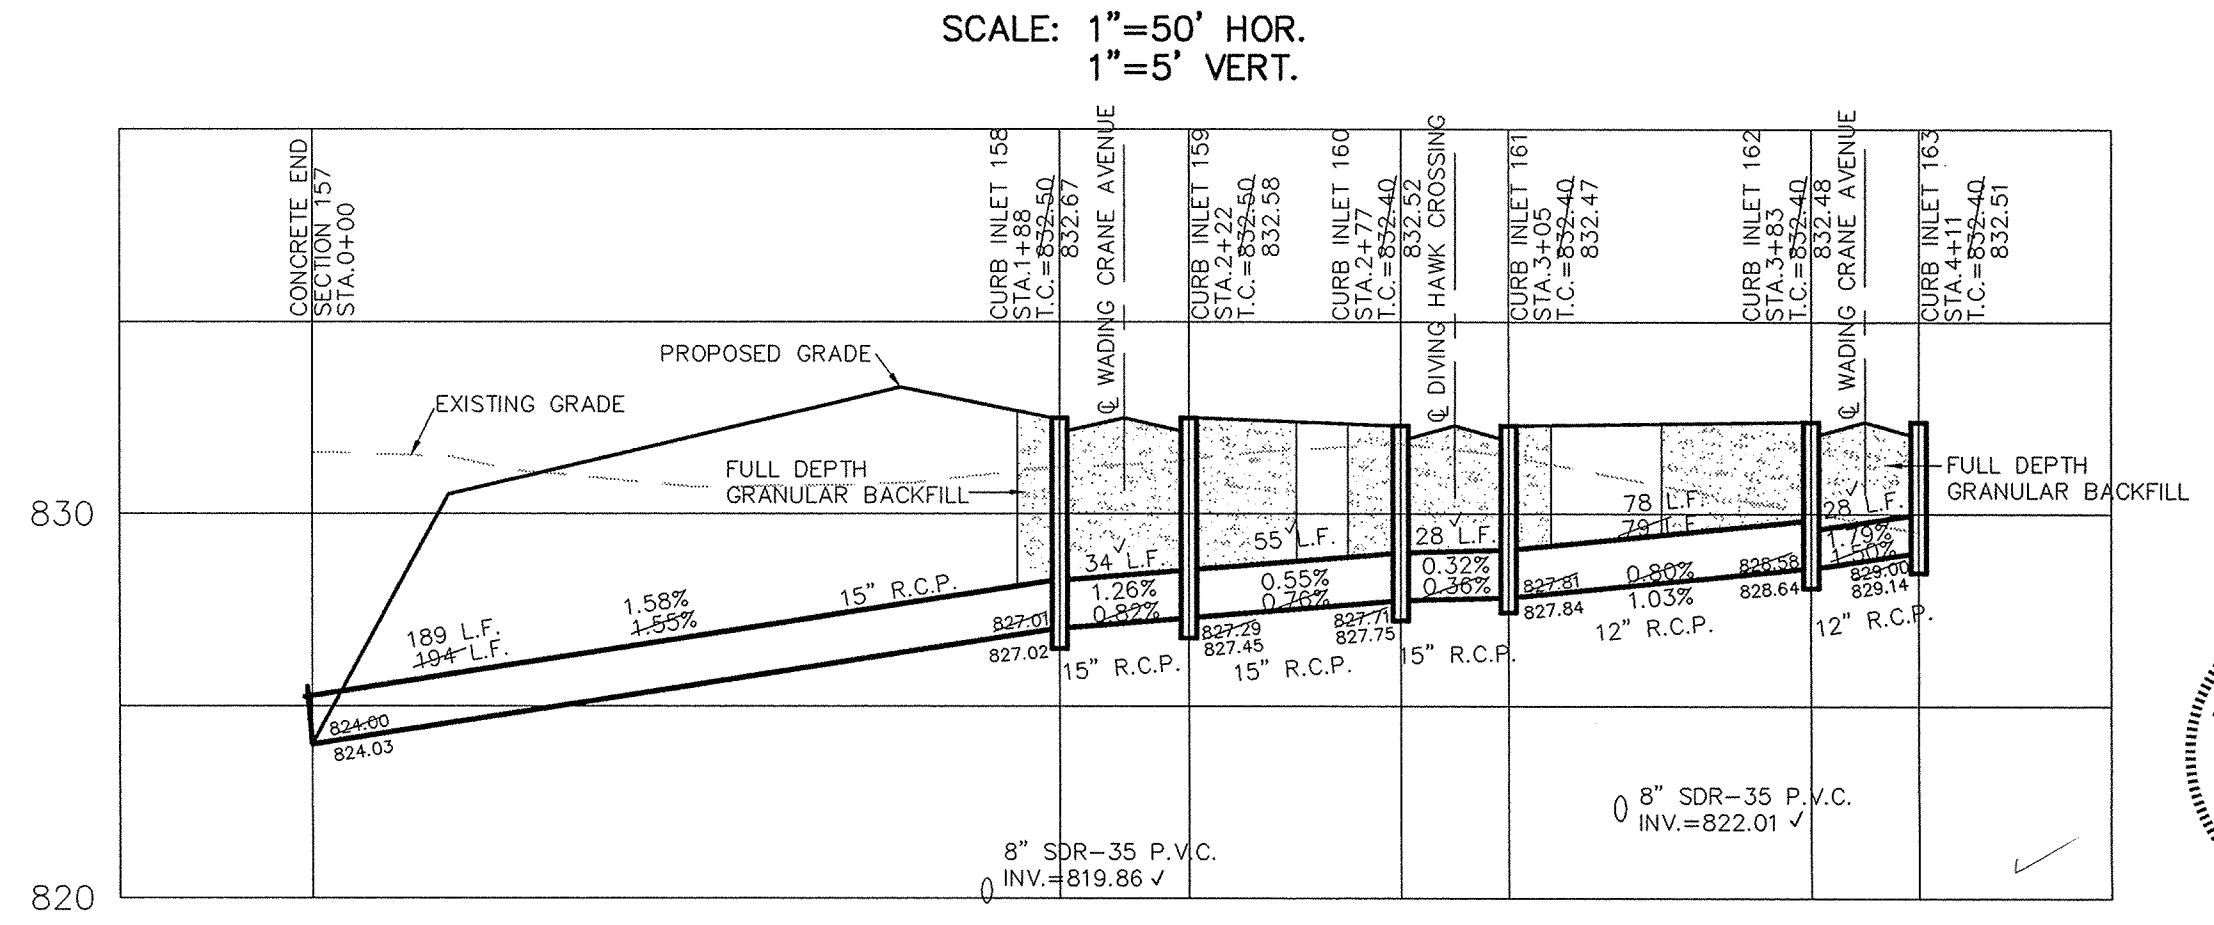 SCALE: 1"=50' HOR.
1"=5' VERT.
CONCRETE END
SECTION 157
STA.0+00
CURB INLET 158
STA.1+88
T.C.=832.50
832.67
℄ WADING CRANE AVENUE
CURB INLET 159
STA.2+22
T.C.=832.50
832.58
CURB INLET 160
STA.2+77
T.C.=832.40
832.52
℄ DIVING HAWK CROSSING
CURB INLET 161
STA.3+05
T.C.=832.40
832.47
CURB INLET 162
STA.3+83
T.C.=832.40
832.48
℄ WADING CRANE AVENUE
CURB INLET 163
STA.4+11
T.C.=832.40
832.51
PROPOSED GRADE
EXISTING GRADE
FULL DEPTH
GRANULAR BACKFILL
FULL DEPTH
GRANULAR BACKFILL
830
820
189 L.F.
194 L.F.
1.58%
1.55%
15" R.C.P.
824.00
824.03
827.01
827.02
34 L.F.
1.26%
0.82%
15" R.C.P.
827.29
827.45
55 L.F.
0.55%
0.76%
15" R.C.P.
827.71
827.75
28 L.F.
0.32%
0.36%
15" R.C.P.
827.81
827.84
78 L.F.
79 L.F.
0.80%
1.03%
12" R.C.P.
828.58
828.64
28 L.F.
1.79%
1.50%
829.00
829.14
12" R.C.P.
8" SDR-35 P.V.C.
INV.=822.01 ✓
8" SDR-35 P.V.C.
INV.=819.86 ✓